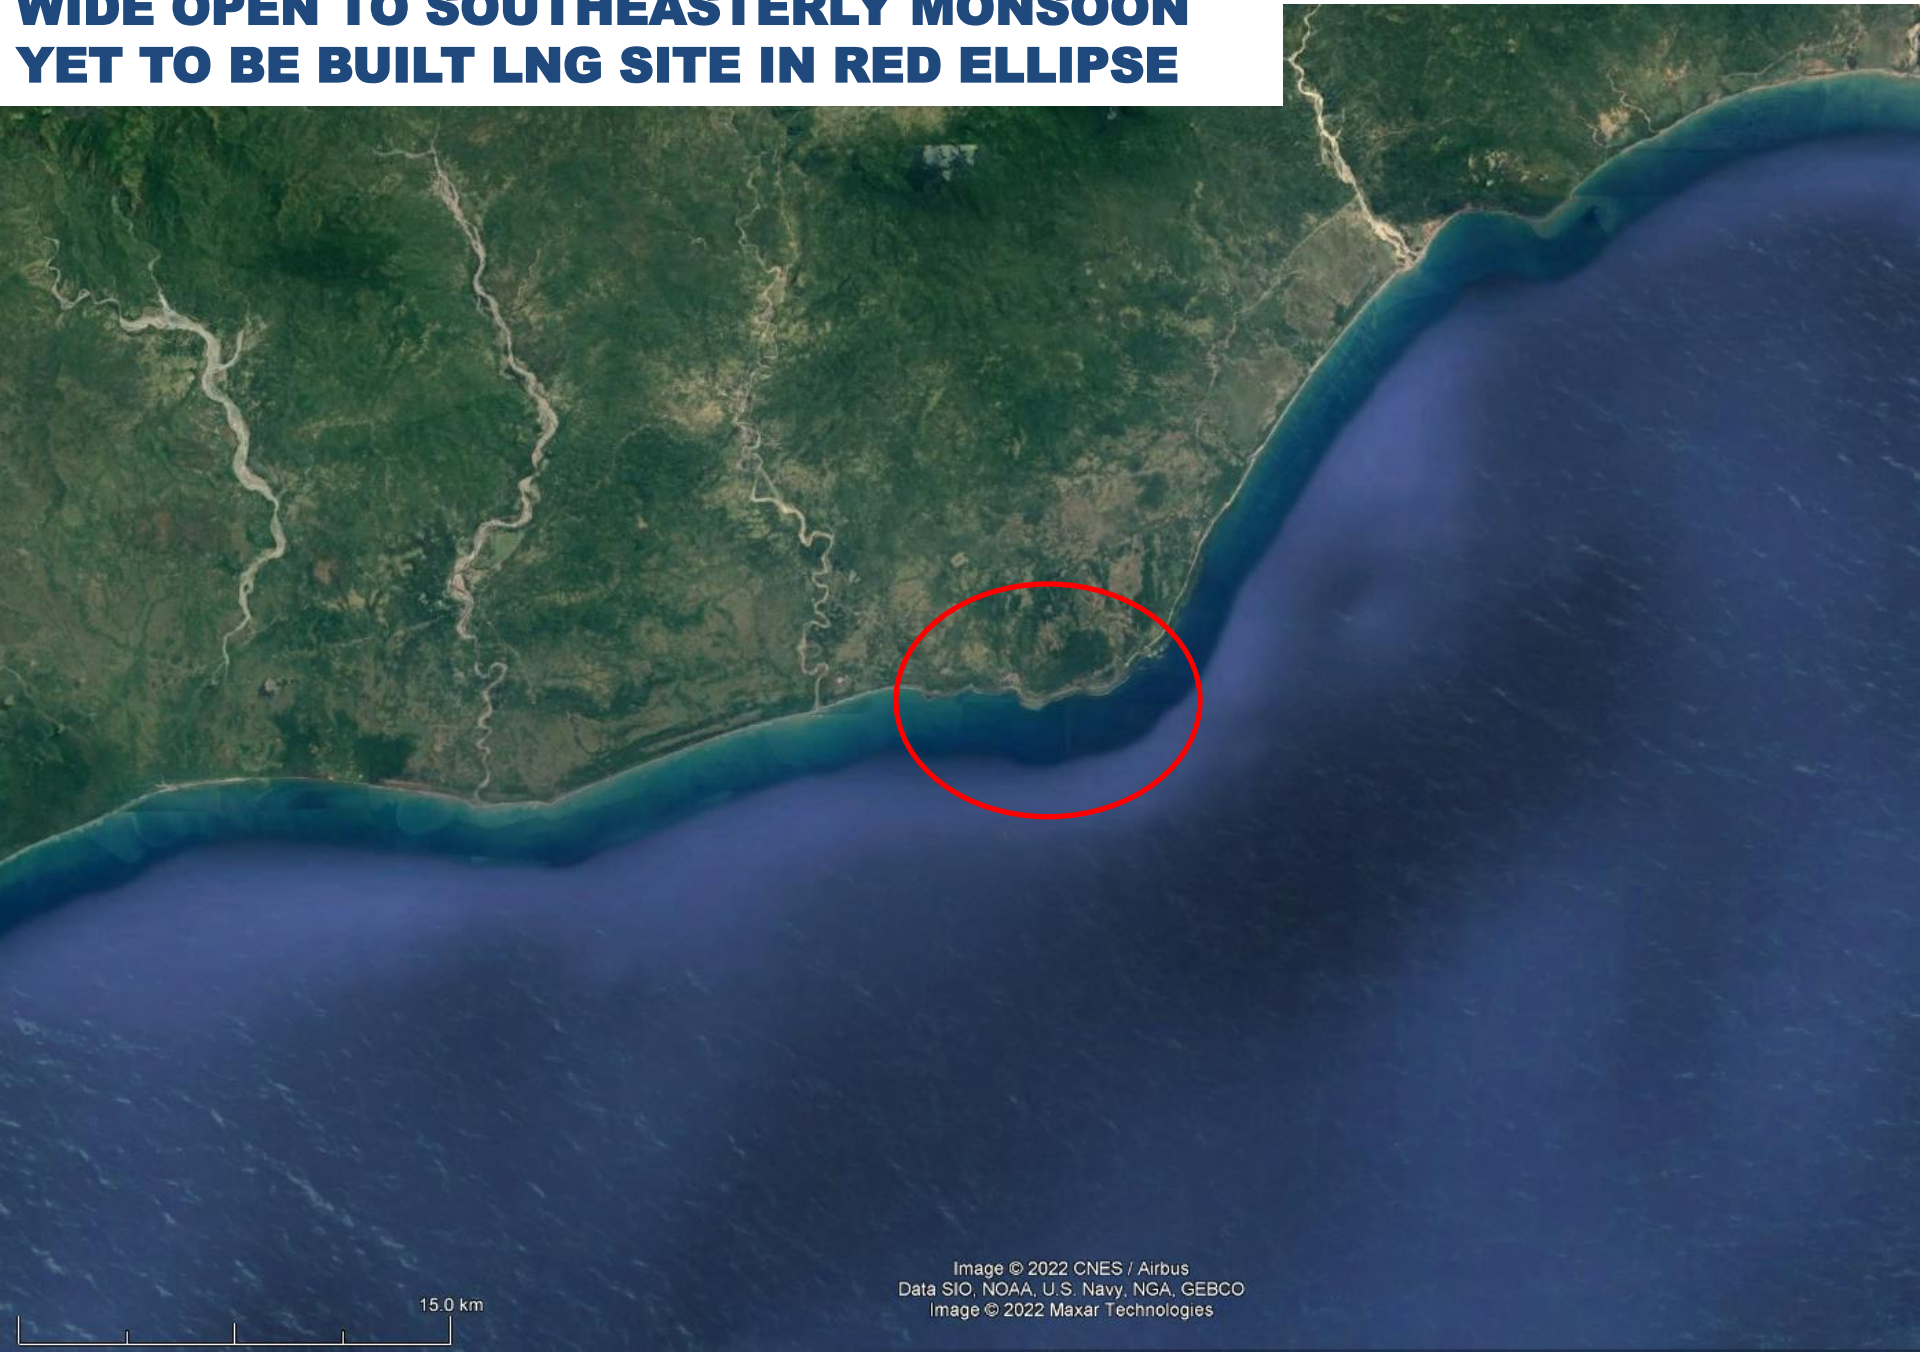 WIDE OPEN TO SOUTHEASTERLY MONSOON
YET TO BE BUILT LNG SITE IN RED ELLIPSE
15.0 km
Image © 2022 CNES / Airbus
Data SIO, NOAA, U.S. Navy, NGA, GEBCO
Image © 2022 Maxar Technologies